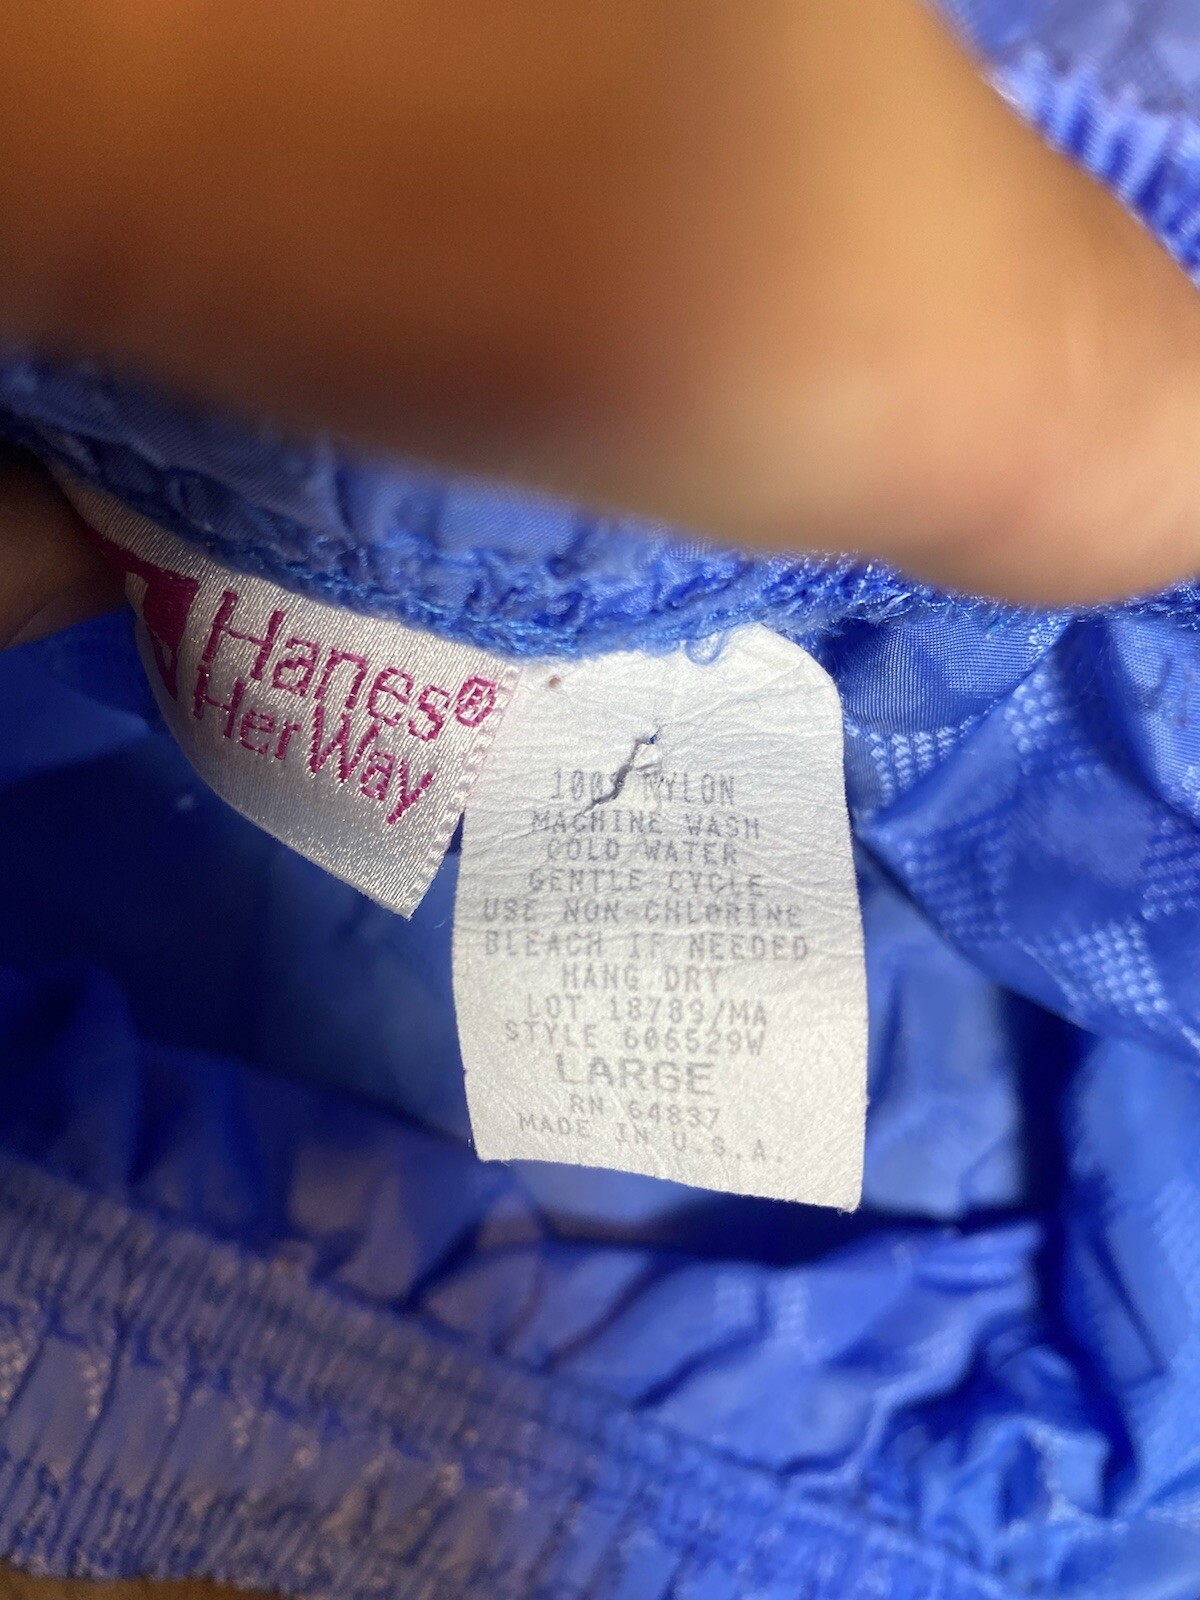 Hanes®
HerWay
100% NYLON
MACHINE WASH
COLD WATER
GENTLE CYCLE
USE NON-CHLORINE
BLEACH IF NEEDED
HANG DRY
LOT 18789/MA
STYLE 606529W
LARGE
RN 64837
MADE IN U.S.A.